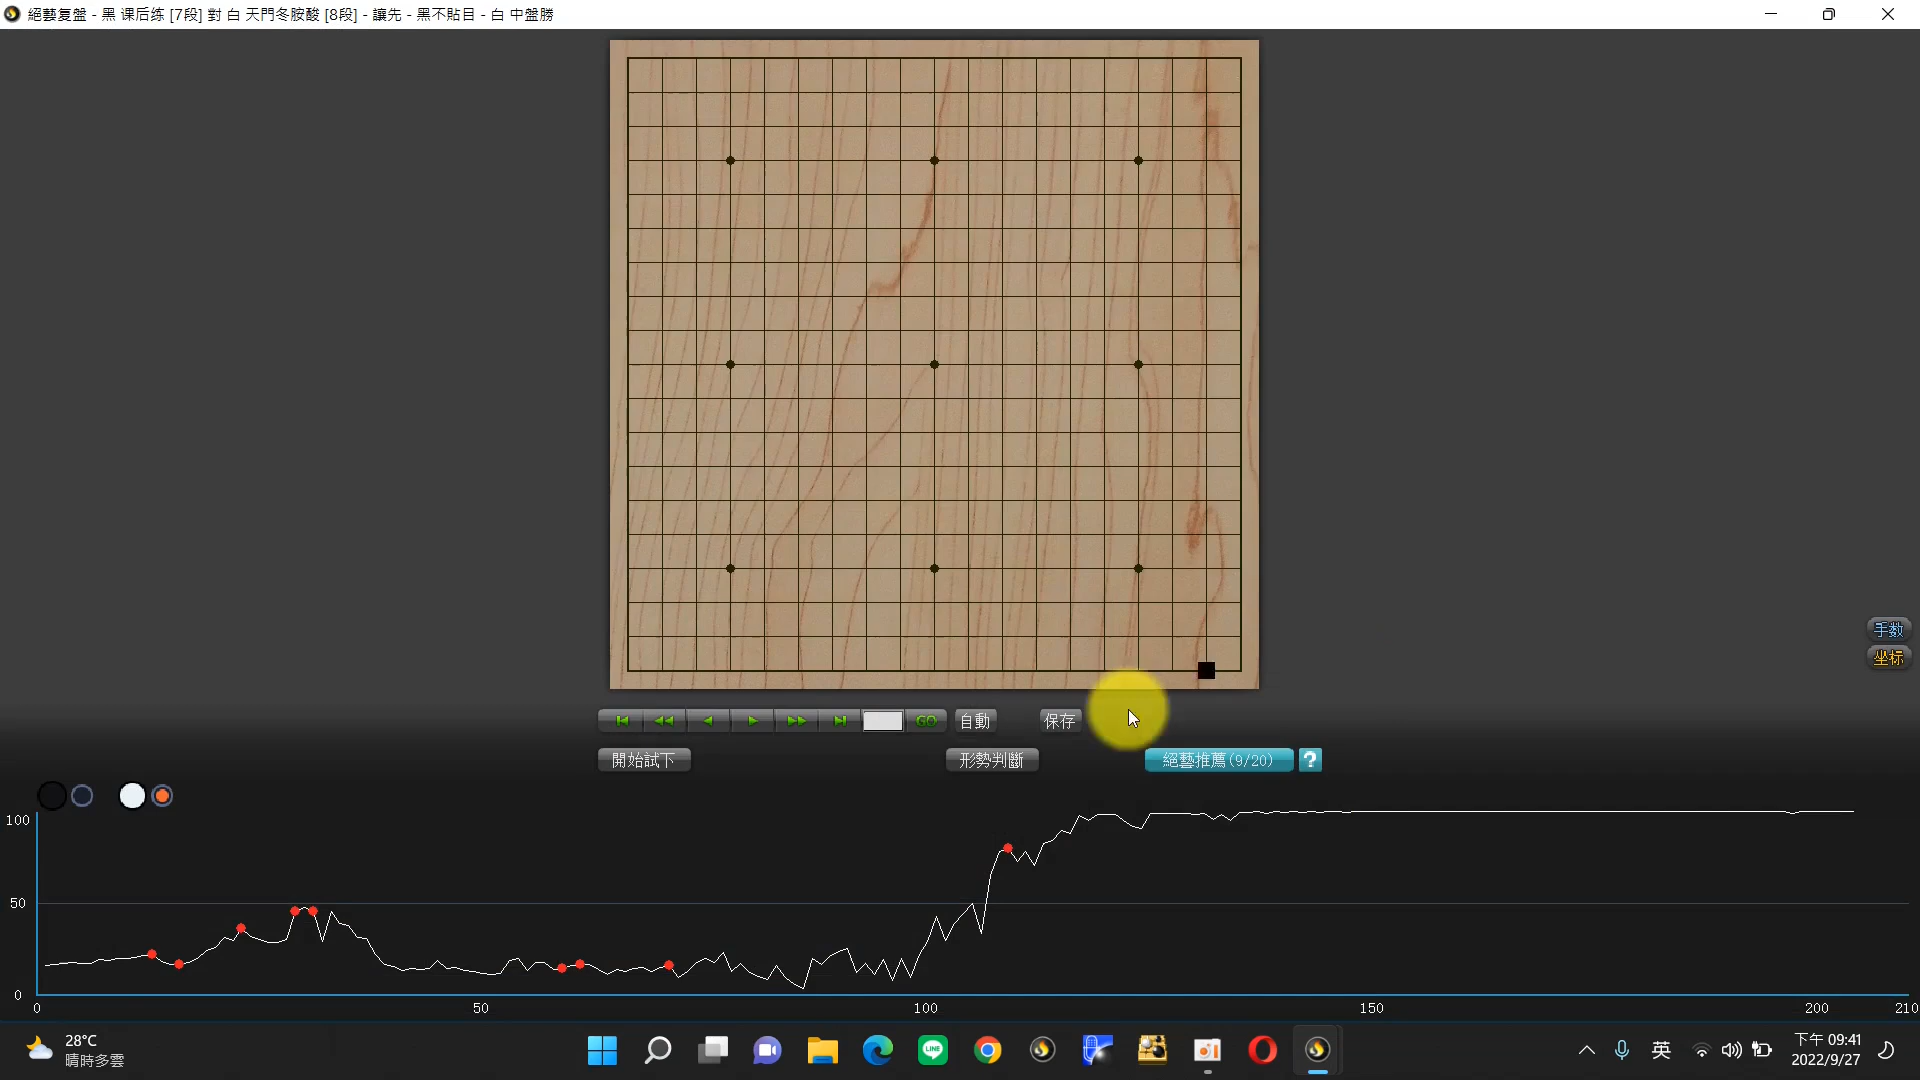 絕藝复盤 - 黑 课后练 [7段] 對 白 天門冬胺酸 [8段] - 讓先 - 黑不貼目 - 白 中盤勝
手数
坐标
GO 自動 保存
開始試下 形勢判斷 絕藝推薦(9/20) ?
100
50
0
0 50 100 150 200 210
28°C
晴時多雲
LINE
英
下午 09:41
2022/9/27